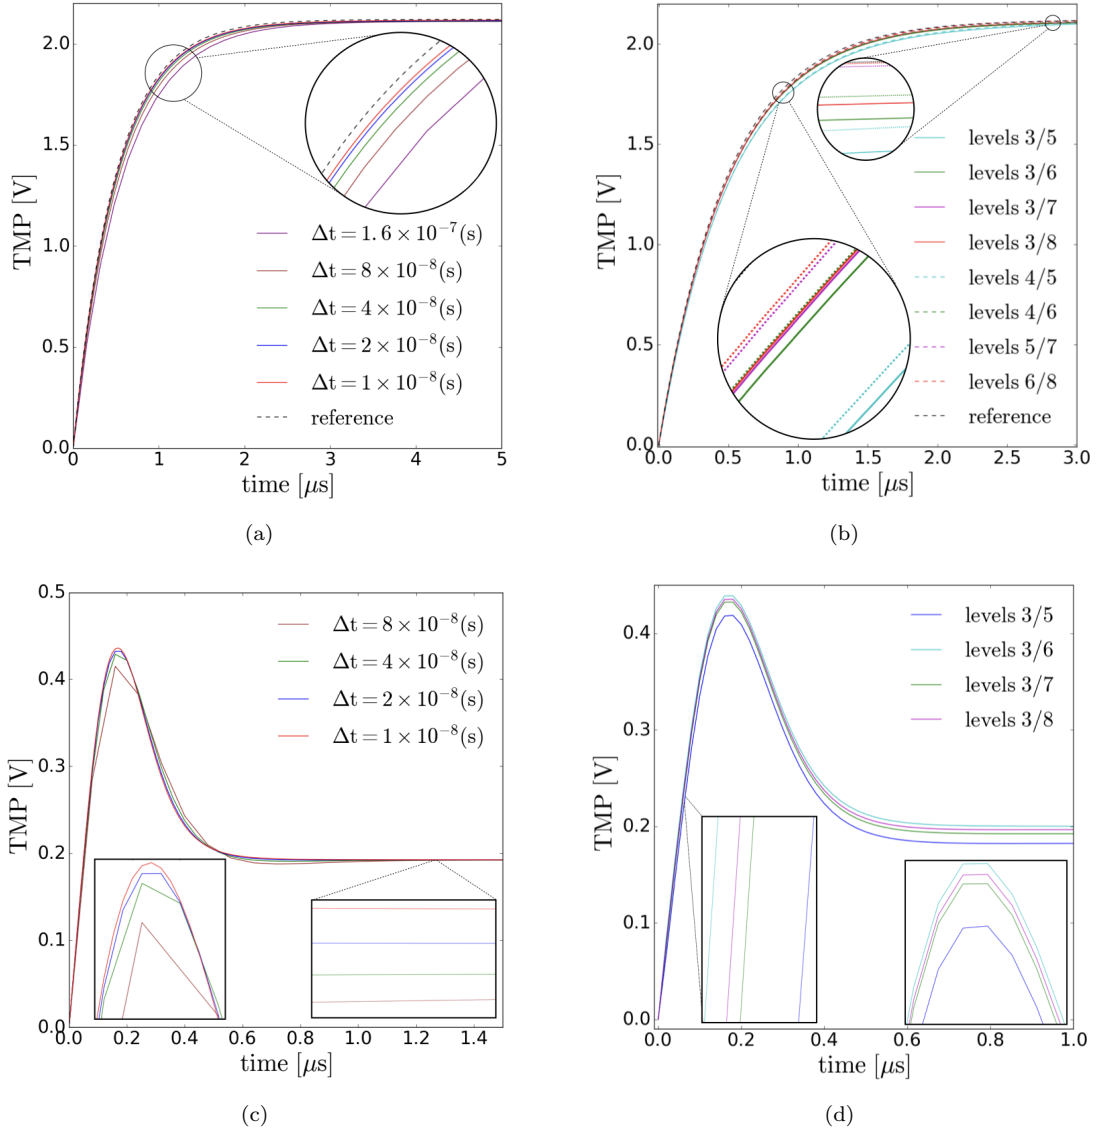 2.0
1.5
1.0
0.5
0.0
TMP [V]
0 1 2 3 4 5
time [μs]
Δt = 1.6 × 10⁻⁷(s)
Δt = 8 × 10⁻⁸(s)
Δt = 4 × 10⁻⁸(s)
Δt = 2 × 10⁻⁸(s)
Δt = 1 × 10⁻⁸(s)
reference
(a)
2.0
1.5
1.0
0.5
0.0
TMP [V]
0.0 0.5 1.0 1.5 2.0 2.5 3.0
time [μs]
levels 3/5
levels 3/6
levels 3/7
levels 3/8
levels 4/5
levels 4/6
levels 5/7
levels 6/8
reference
(b)
0.5
0.4
0.3
0.2
0.1
0.0
TMP [V]
0.0 0.2 0.4 0.6 0.8 1.0 1.2 1.4
time [μs]
Δt = 8 × 10⁻⁸(s)
Δt = 4 × 10⁻⁸(s)
Δt = 2 × 10⁻⁸(s)
Δt = 1 × 10⁻⁸(s)
(c)
0.4
0.3
0.2
0.1
0.0
TMP [V]
0.0 0.2 0.4 0.6 0.8 1.0
time [μs]
levels 3/5
levels 3/6
levels 3/7
levels 3/8
(d)